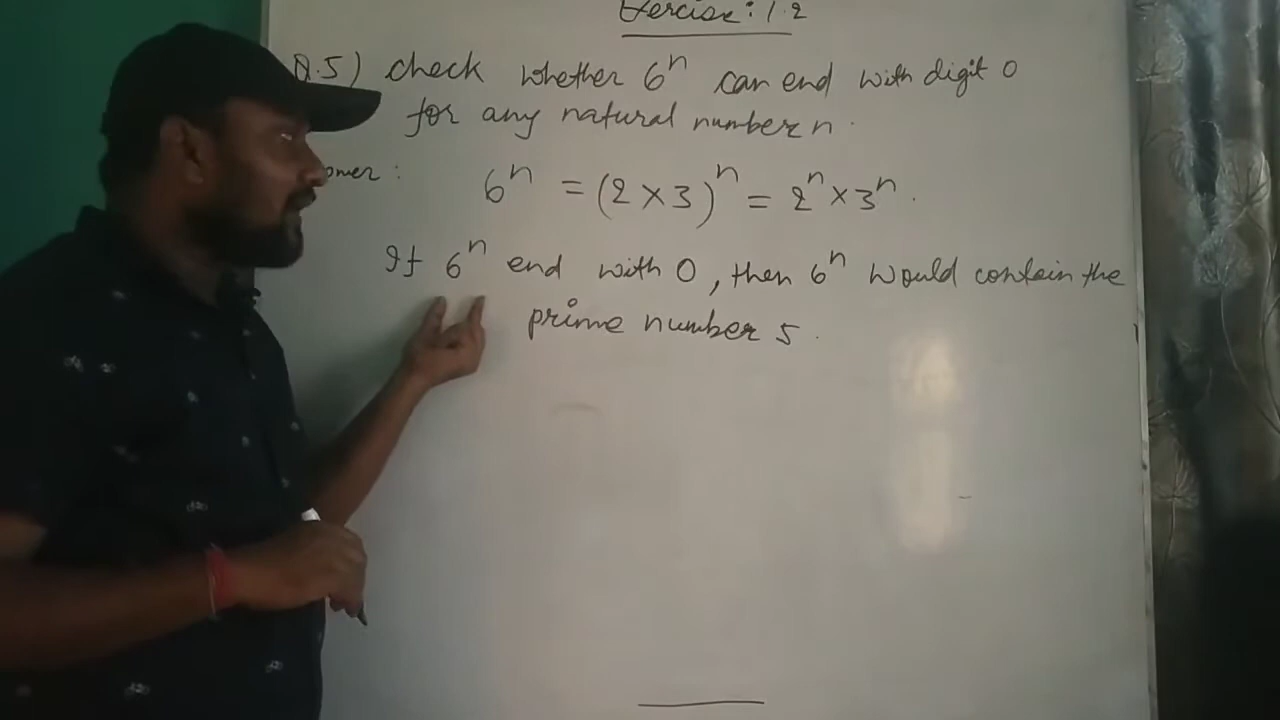 Exercise: 1.2
Q.5) check whether 6ⁿ can end with digit 0
for any natural number n.
6ⁿ = (2 × 3)ⁿ = 2ⁿ × 3ⁿ.
If 6ⁿ end with 0, then 6ⁿ would contain the
prime number 5.